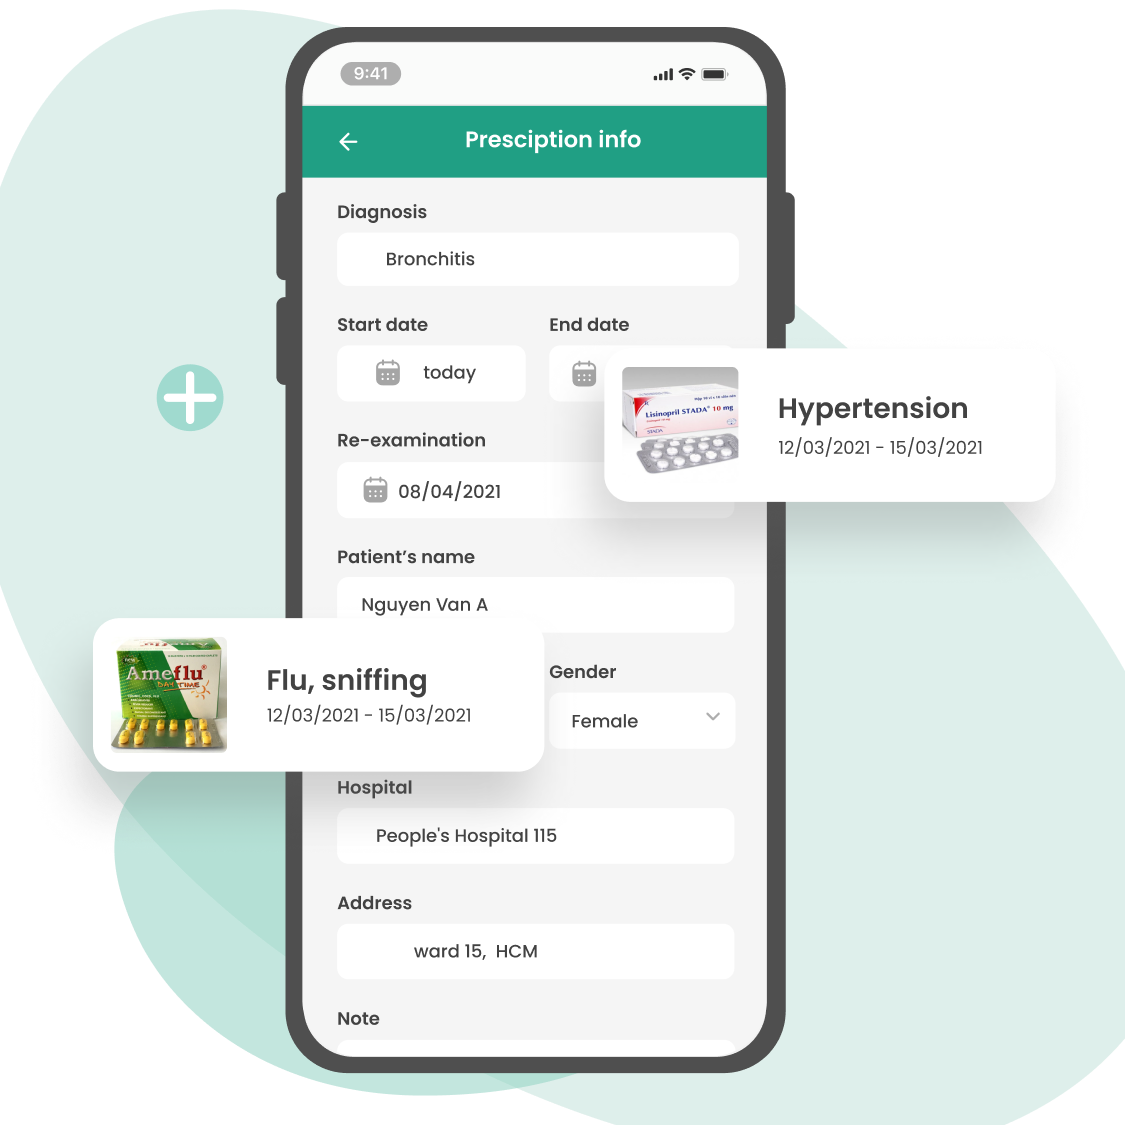 9:41
Presciption info
Diagnosis
Bronchitis
Start date
End date
today
Lisinopril STADA® 10 mg
STADA
Hypertension
12/03/2021 - 15/03/2021
Re-examination
08/04/2021
Patient's name
Nguyen Van A
Ameflu
DAYTIME
Flu, sniffing
12/03/2021 - 15/03/2021
Gender
Female
Hospital
People's Hospital 115
Address
ward 15, HCM
Note